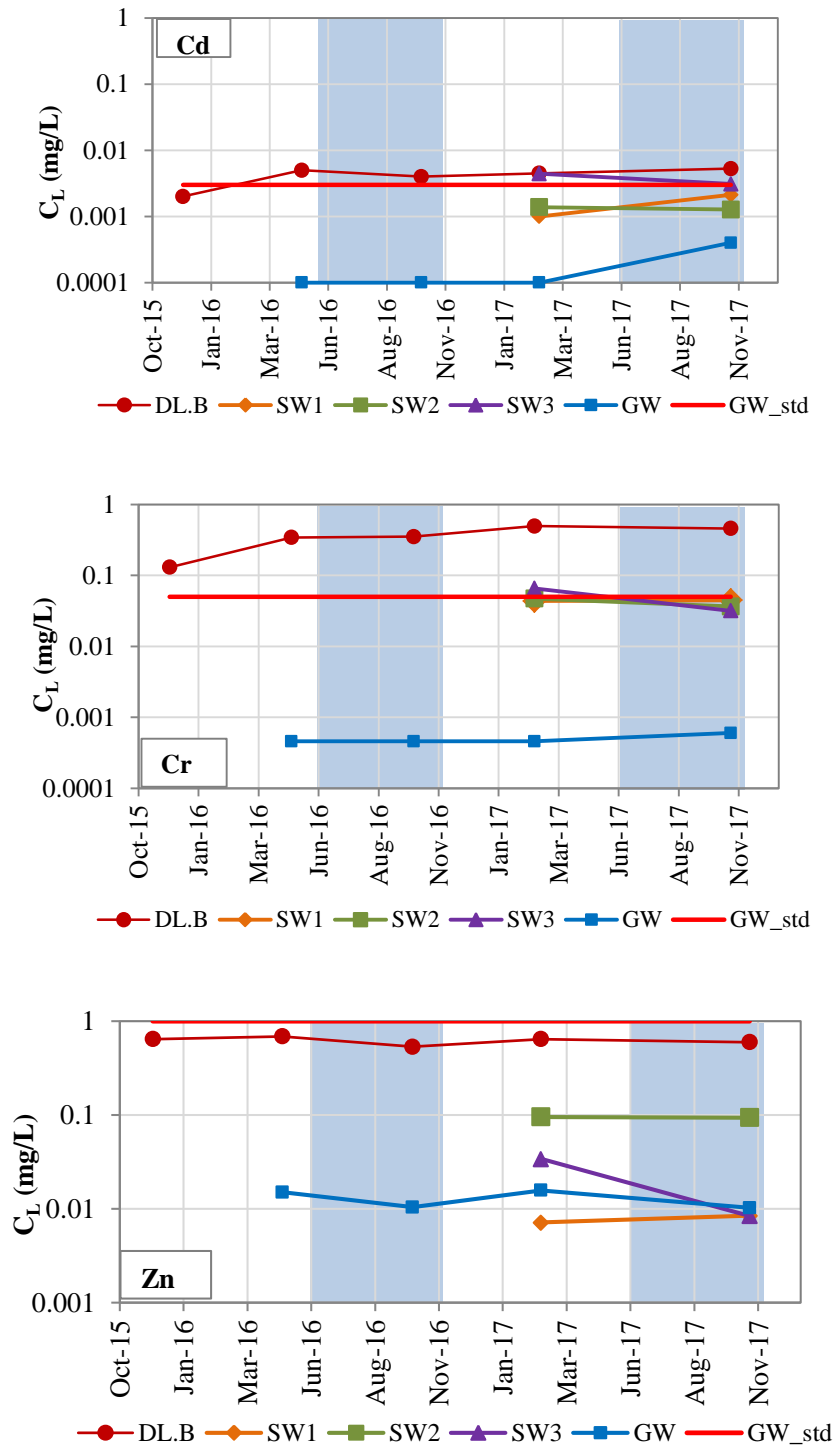 Cd
C_L (mg/L)
1
0.1
0.01
0.001
0.0001
Oct-15 Jan-16 Mar-16 Jun-16 Aug-16 Nov-16 Jan-17 Mar-17 Jun-17 Aug-17 Nov-17
DL.B SW1 SW2 SW3 GW GW_std
Cr
C_L (mg/L)
1
0.1
0.01
0.001
0.0001
Oct-15 Jan-16 Mar-16 Jun-16 Aug-16 Nov-16 Jan-17 Mar-17 Jun-17 Aug-17 Nov-17
DL.B SW1 SW2 SW3 GW GW_std
Zn
C_L (mg/L)
1
0.1
0.01
0.001
Oct-15 Jan-16 Mar-16 Jun-16 Aug-16 Nov-16 Jan-17 Mar-17 Jun-17 Aug-17 Nov-17
DL.B SW1 SW2 SW3 GW GW_std